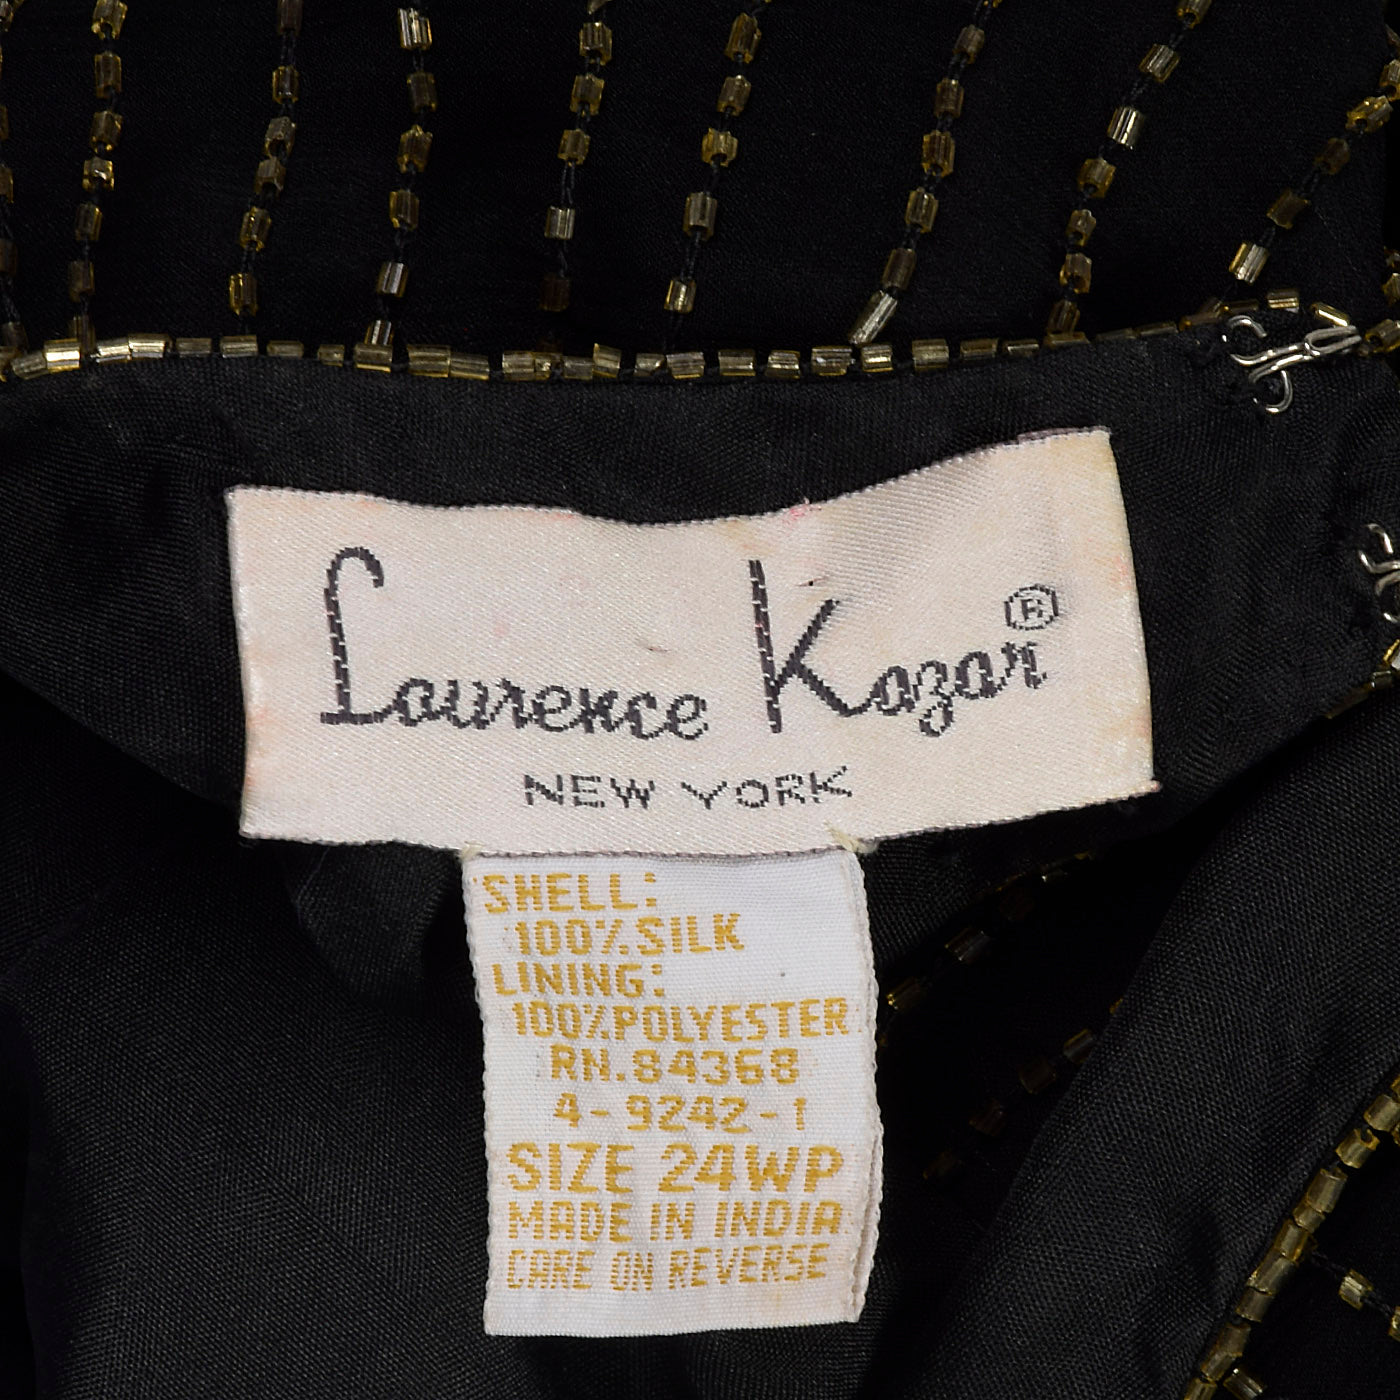 Lawrence Kazar®
NEW YORK
SHELL:
100% SILK
LINING:
100% POLYESTER
RN.84368
4-9242-1
SIZE 24WP
MADE IN INDIA
CARE ON REVERSE